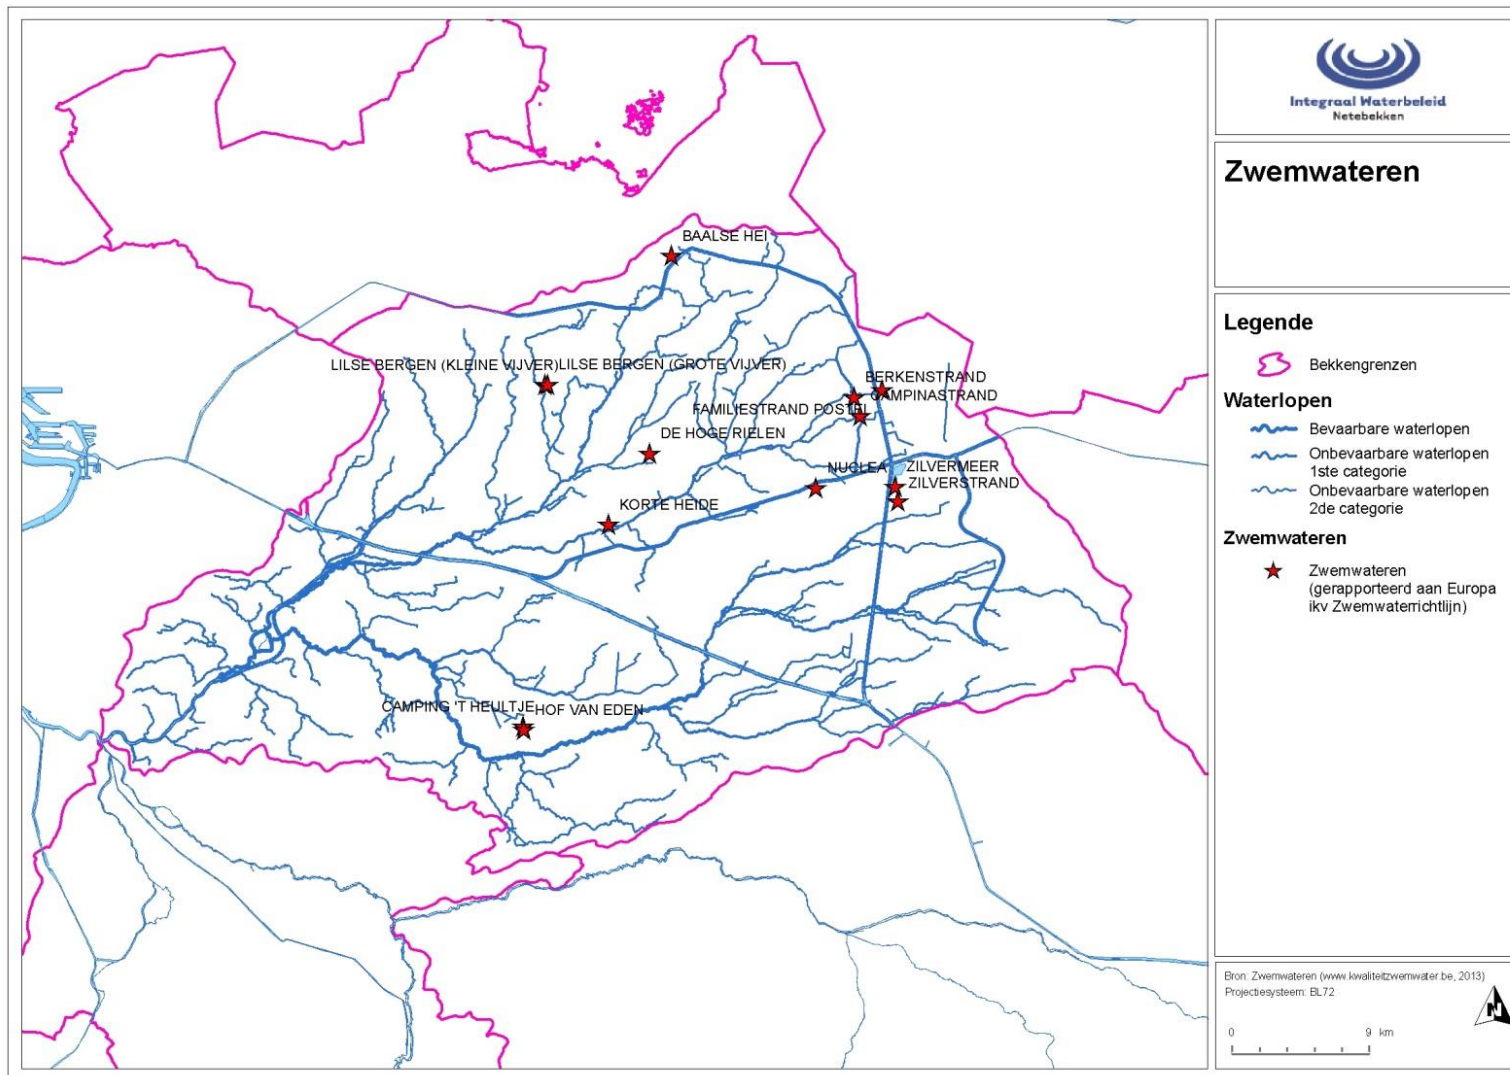 BAALSE HEI
LILSE BERGEN (KLEINE VIJVER)
LILSE BERGEN (GROTE VIJVER)
BERKENSTRAND
CAMPINASTRAND
FAMILIESTRAND POSTEL
DE HOGE RIELEN
NUCLEA
ZILVERMEER
ZILVERSTRAND
KORTE HEIDE
CAMPING 'T HEULTJE
HOF VAN EDEN
Integraal Waterbeleid
Netebekken
Zwemwateren
Legende
Bekkengrenzen
Waterlopen
Bevaarbare waterlopen
Onbevaarbare waterlopen
1ste categorie
Onbevaarbare waterlopen
2de categorie
Zwemwateren
Zwemwateren
(gerapporteerd aan Europa
ikv Zwemwaterrichtlijn)
Bron: Zwemwateren (www.kwaliteitzwemwater.be, 2013)
Projectiesysteem: BL72
0 9 km
N